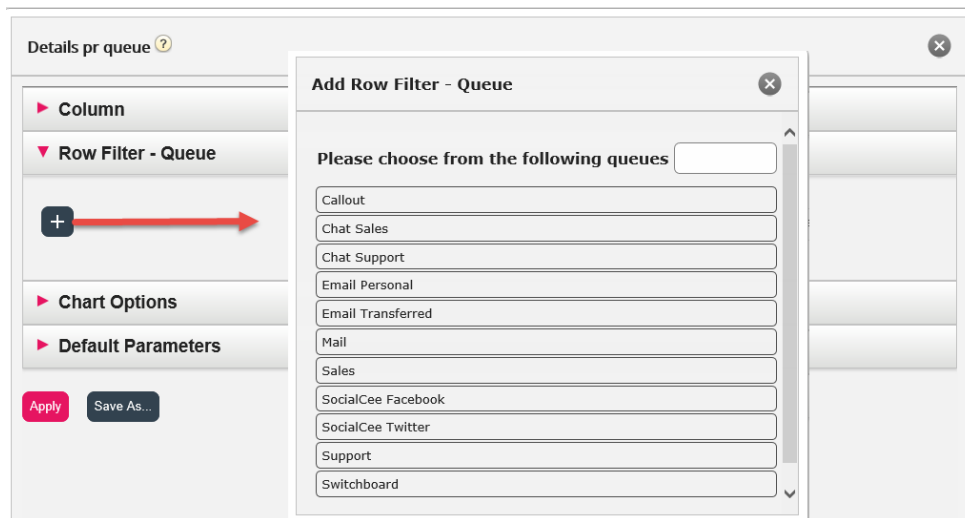 Details pr queue ?
Add Row Filter - Queue
Column
Row Filter - Queue
Please choose from the following queues
Callout
Chat Sales
Chat Support
Email Personal
Email Transferred
Mail
Sales
SocialCee Facebook
SocialCee Twitter
Support
Switchboard
+
Chart Options
Default Parameters
Apply
Save As...